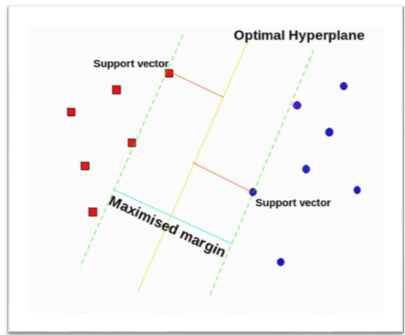 Optimal Hyperplane
Support vector
Support vector
Maximised margin